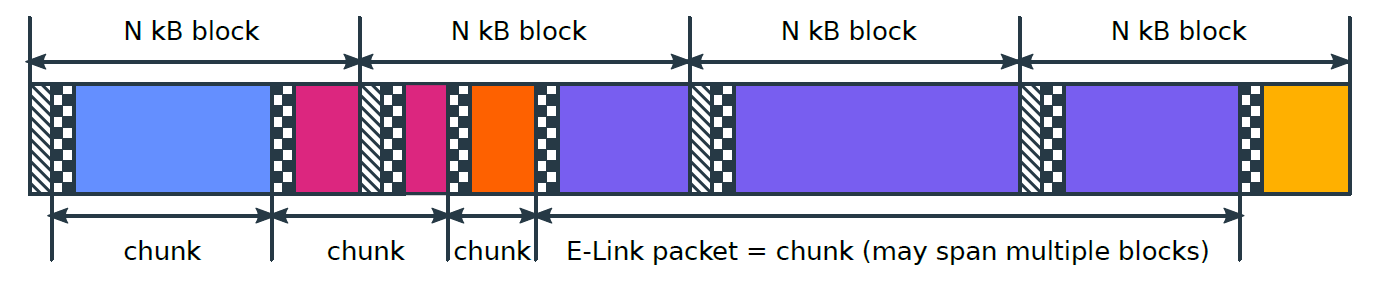 N kB block
N kB block
N kB block
N kB block
chunk
chunk
chunk
E-Link packet = chunk (may span multiple blocks)